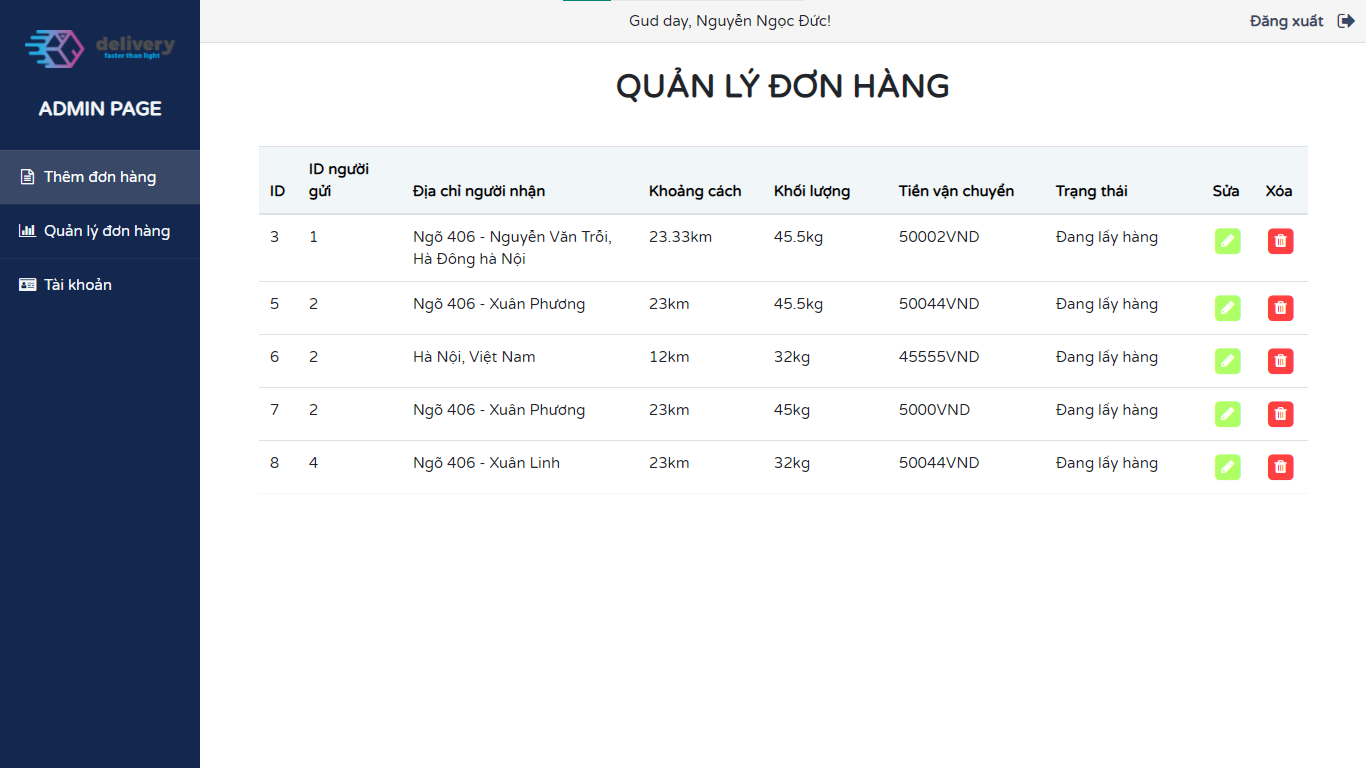 delivery
faster than light
ADMIN PAGE
Thêm đơn hàng
Quản lý đơn hàng
Tài khoản
Gud day, Nguyễn Ngọc Đức!
Đăng xuất
QUẢN LÝ ĐƠN HÀNG
ID ID người gửi Địa chỉ người nhận Khoảng cách Khối lượng Tiền vận chuyển Trạng thái Sửa Xóa
3 1 Ngõ 406 - Nguyễn Văn Trỗi, 23.33km 45.5kg 50002VND Đang lấy hàng
Hà Đông hà Nội
5 2 Ngõ 406 - Xuân Phương 23km 45.5kg 50044VND Đang lấy hàng
6 2 Hà Nội, Việt Nam 12km 32kg 45555VND Đang lấy hàng
7 2 Ngõ 406 - Xuân Phương 23km 45kg 5000VND Đang lấy hàng
8 4 Ngõ 406 - Xuân Linh 23km 32kg 50044VND Đang lấy hàng